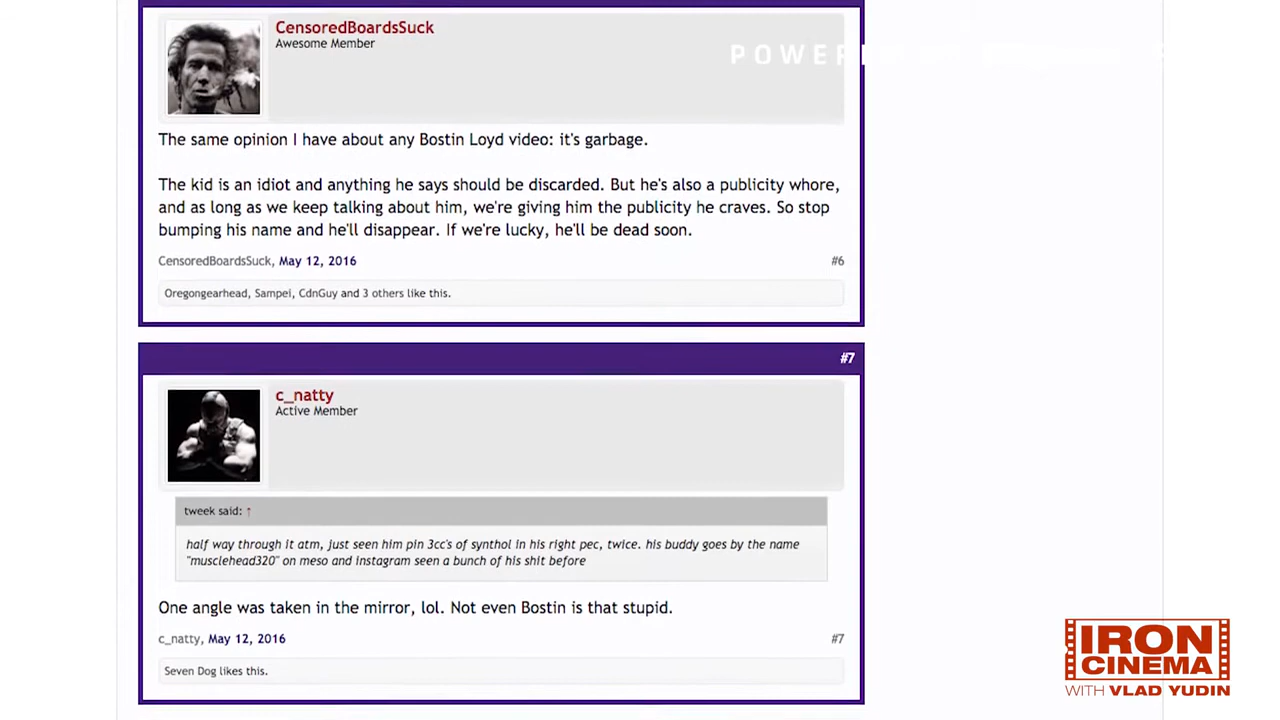 CensoredBoardsSuck
Awesome Member
POWER
The same opinion I have about any Bostin Loyd video: it's garbage.
The kid is an idiot and anything he says should be discarded. But he's also a publicity whore,
and as long as we keep talking about him, we're giving him the publicity he craves. So stop
bumping his name and he'll disappear. If we're lucky, he'll be dead soon.
CensoredBoardsSuck, May 12, 2016 #6
Oregongearhead, Sampei, CdnGuy and 3 others like this.
#7
c_natty
Active Member
tweek said: ↑
half way through it atm, just seen him pin 3cc's of synthol in his right pec, twice. his buddy goes by the name
"musclehead320" on meso and instagram seen a bunch of his shit before
One angle was taken in the mirror, lol. Not even Bostin is that stupid.
c_natty, May 12, 2016 #7
Seven Dog likes this.
IRON
CINEMA
WITH VLAD YUDIN